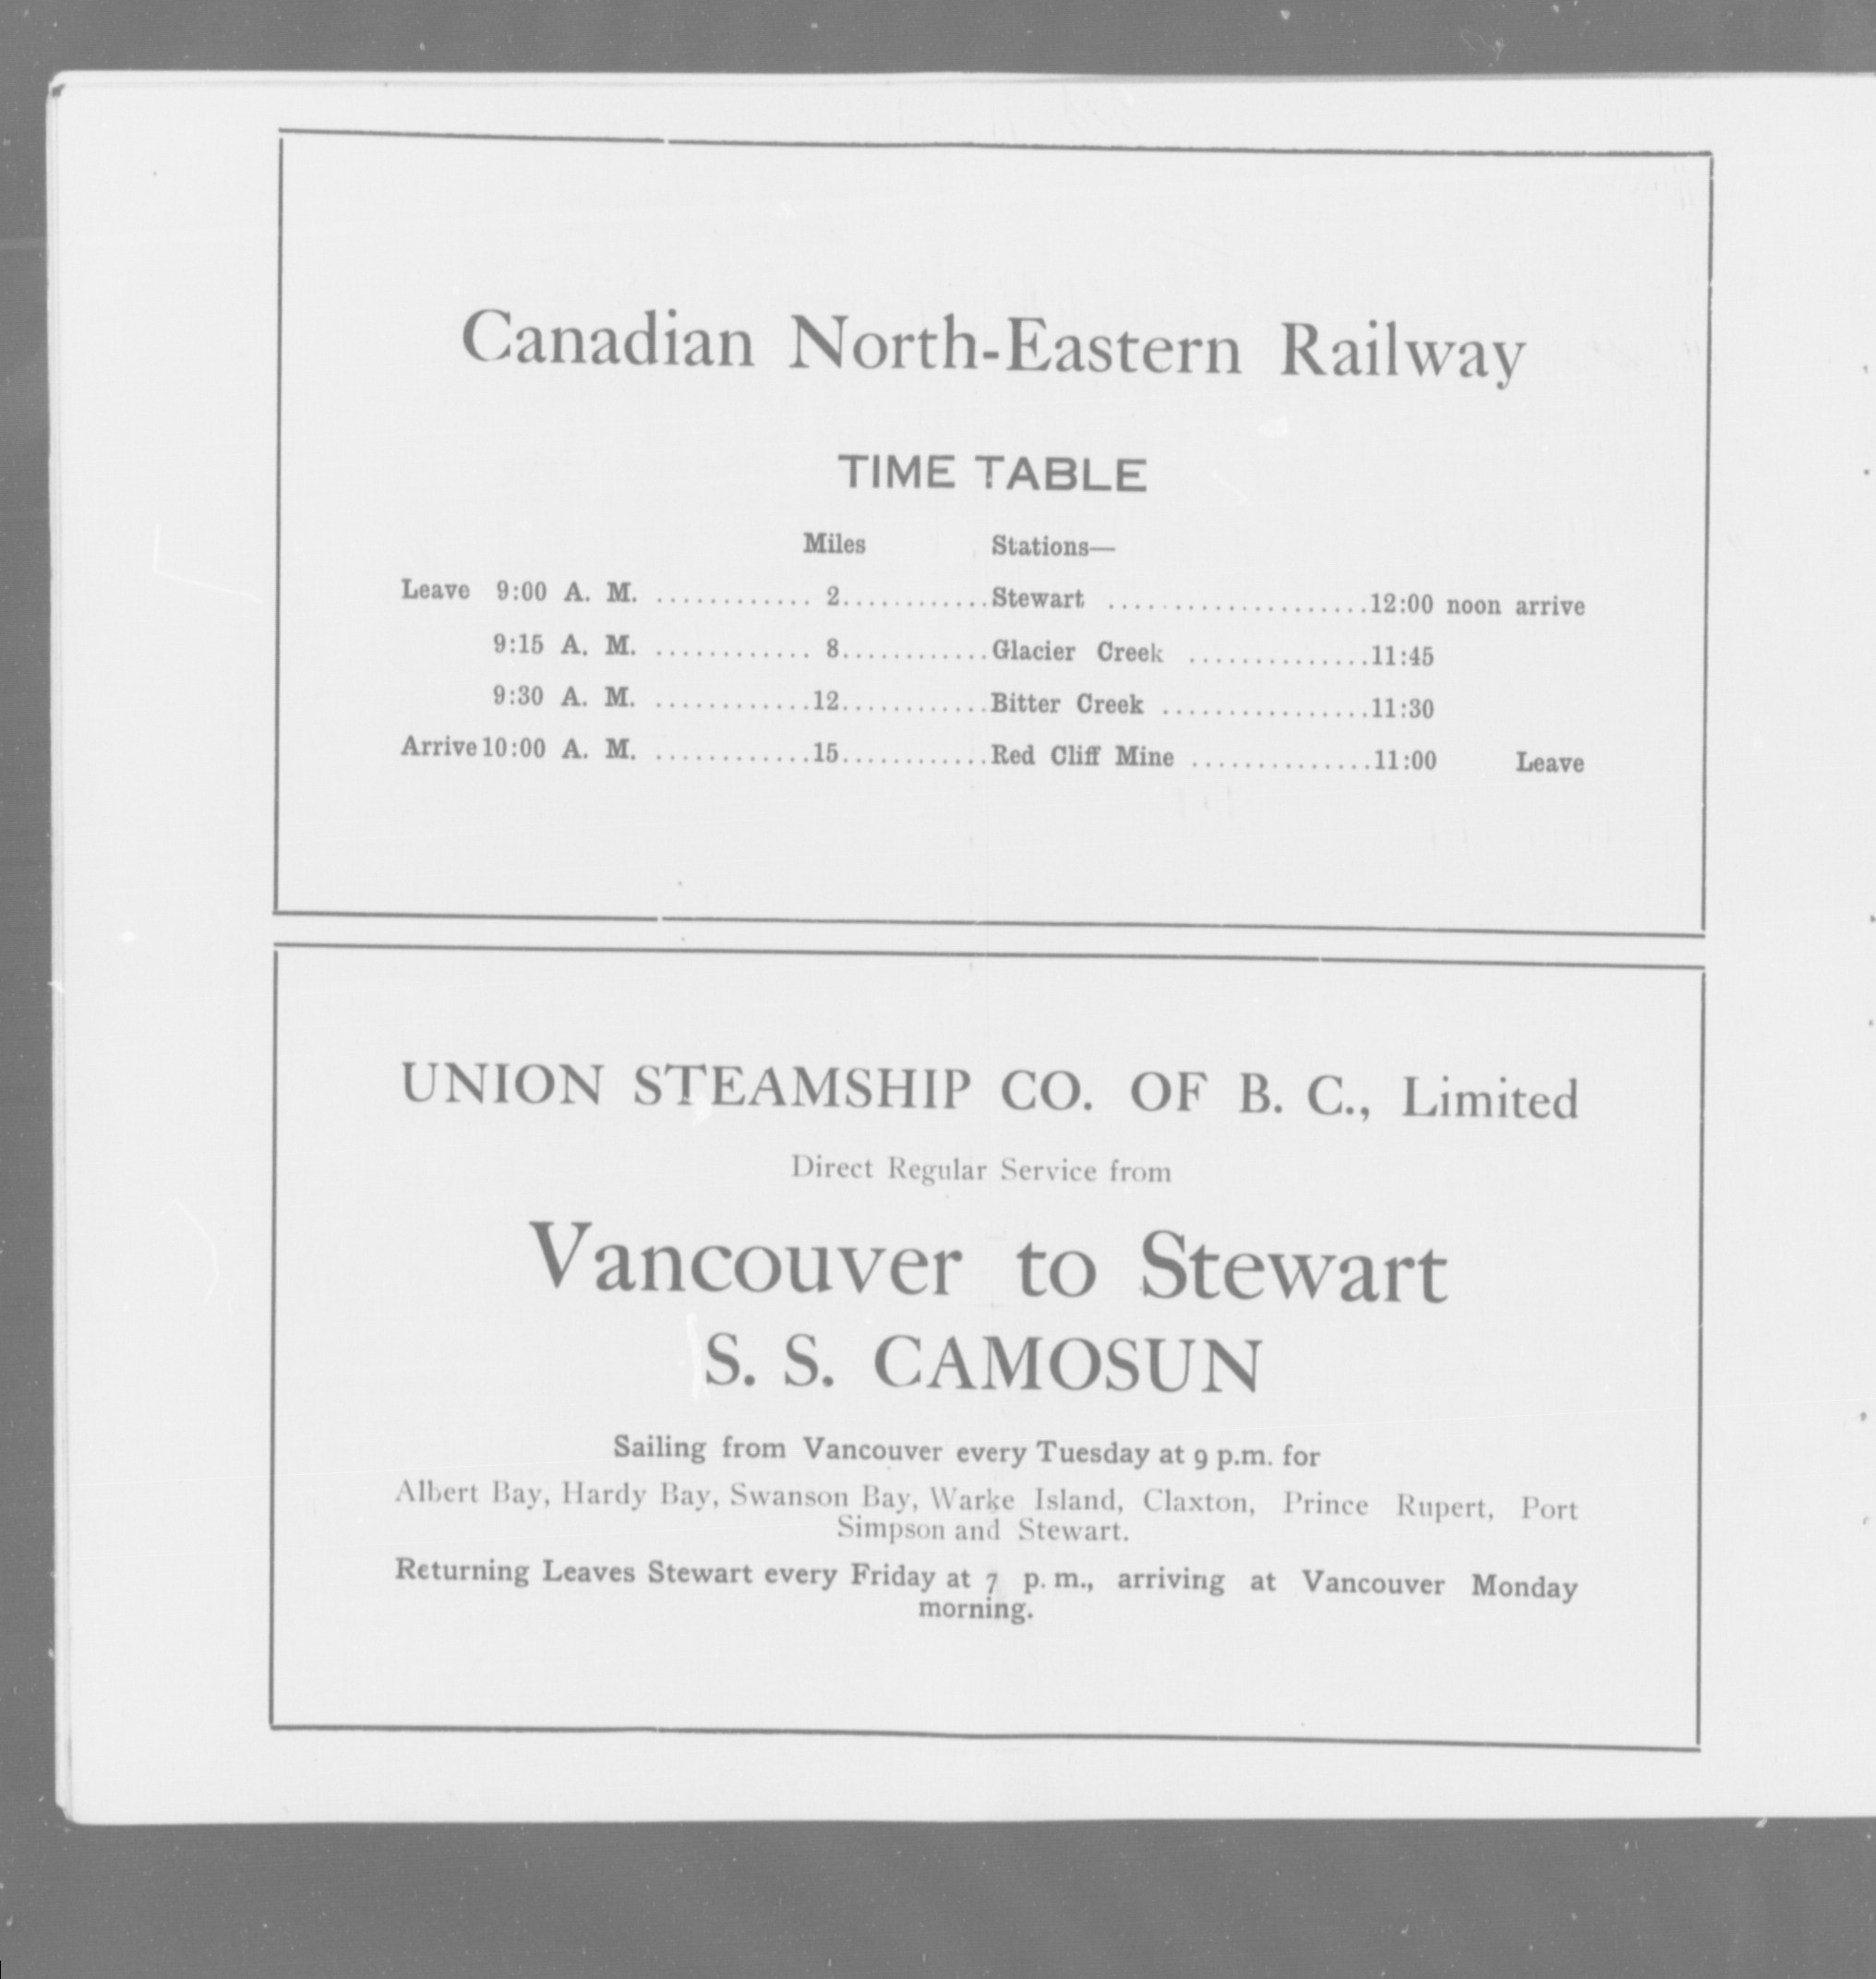 Canadian North-Eastern Railway
TIME TABLE
Miles Stations—
Leave 9:00 A. M. ............ 2...........Stewart ....................12:00 noon arrive
9:15 A. M. ............ 8...........Glacier Creek ..............11:45
9:30 A. M. ............12...........Bitter Creek ................11:30
Arrive 10:00 A. M. ............15...........Red Cliff Mine ..............11:00 Leave
UNION STEAMSHIP CO. OF B. C., Limited
Direct Regular Service from
Vancouver to Stewart
S. S. CAMOSUN
Sailing from Vancouver every Tuesday at 9 p.m. for
Albert Bay, Hardy Bay, Swanson Bay, Warke Island, Claxton, Prince Rupert, Port
Simpson and Stewart.
Returning Leaves Stewart every Friday at 7 p. m., arriving at Vancouver Monday
morning.